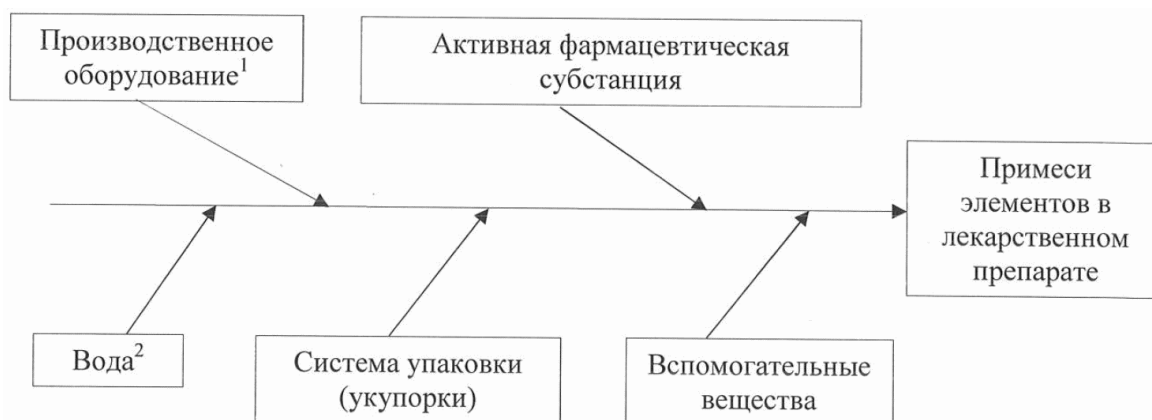 Производственное
оборудование¹
Активная фармацевтическая
субстанция
Примеси
элементов в
лекарственном
препарате
Вода²
Система упаковки
(укупорки)
Вспомогательные
вещества